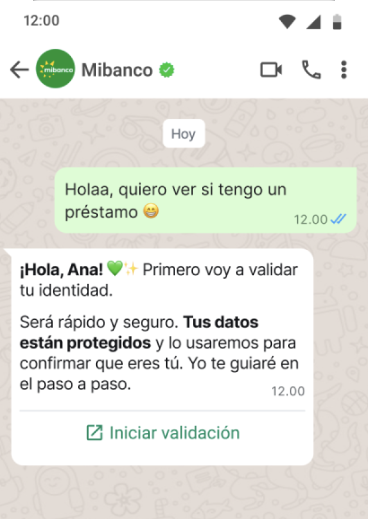 12:00
mibanco
Mibanco
Hoy
Holaa, quiero ver si tengo un
préstamo 😁
12.00
¡Hola, Ana! 💚✨ Primero voy a validar
tu identidad.
Será rápido y seguro. Tus datos
están protegidos y lo usaremos para
confirmar que eres tú. Yo te guiaré en
el paso a paso.
12.00
Iniciar validación